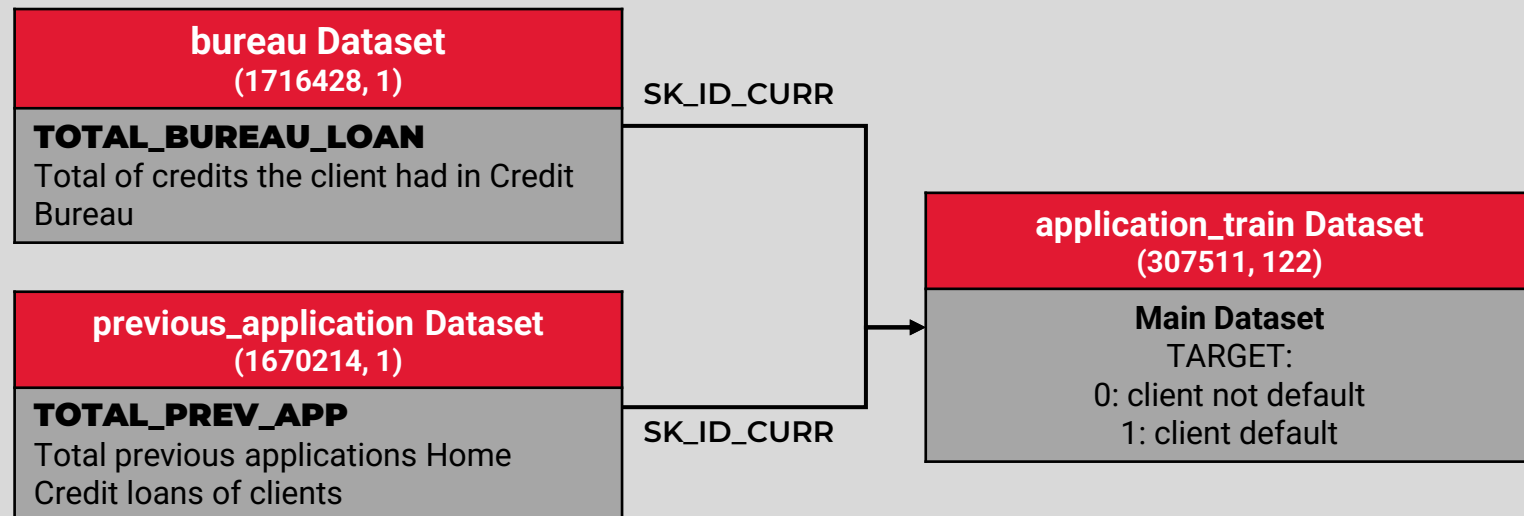 bureau Dataset
(1716428, 1)
TOTAL_BUREAU_LOAN
Total of credits the client had in Credit
Bureau
SK_ID_CURR
previous_application Dataset
(1670214, 1)
TOTAL_PREV_APP
Total previous applications Home
Credit loans of clients
SK_ID_CURR
application_train Dataset
(307511, 122)
Main Dataset
TARGET:
0: client not default
1: client default